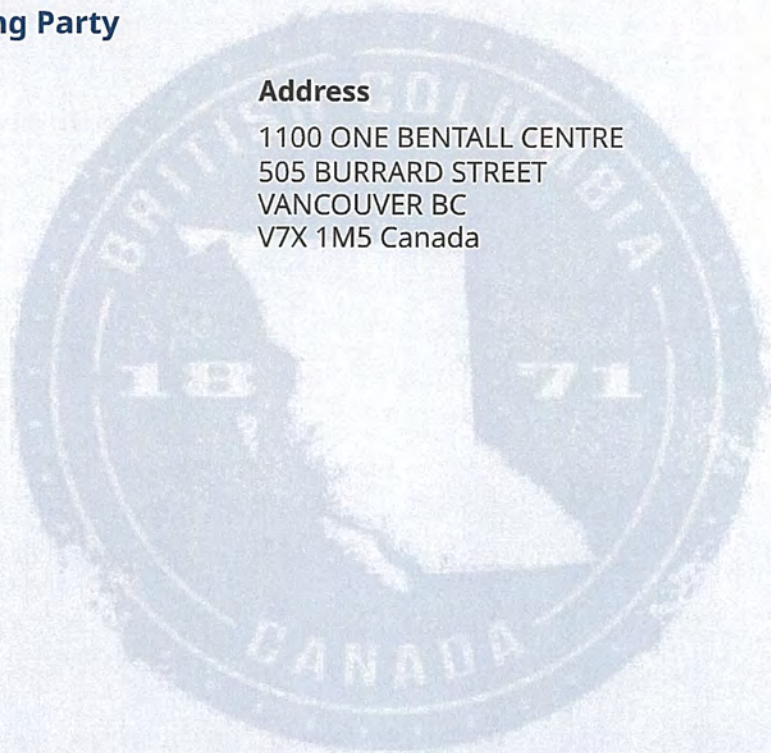 ng Party
Address
1100 ONE BENTALL CENTRE
505 BURRARD STREET
VANCOUVER BC
V7X 1M5 Canada
BRITISH COLUMBIA
18 71
CANADA